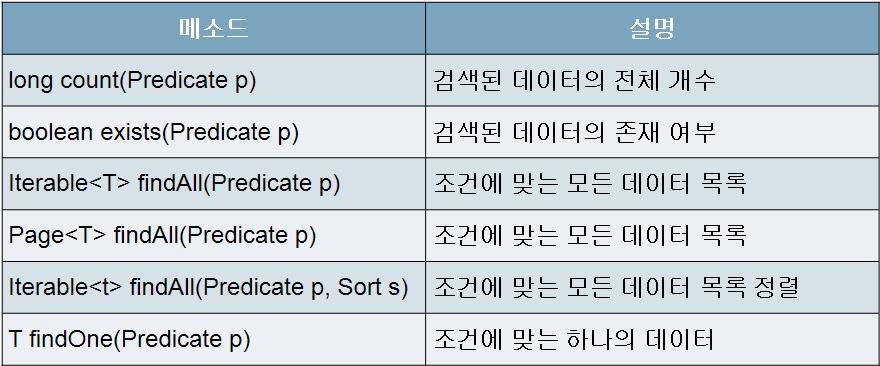 메소드 설명
long count(Predicate p) 검색된 데이터의 전체 개수
boolean exists(Predicate p) 검색된 데이터의 존재 여부
Iterable<T> findAll(Predicate p) 조건에 맞는 모든 데이터 목록
Page<T> findAll(Predicate p) 조건에 맞는 모든 데이터 목록
Iterable<t> findAll(Predicate p, Sort s) 조건에 맞는 모든 데이터 목록 정렬
T findOne(Predicate p) 조건에 맞는 하나의 데이터